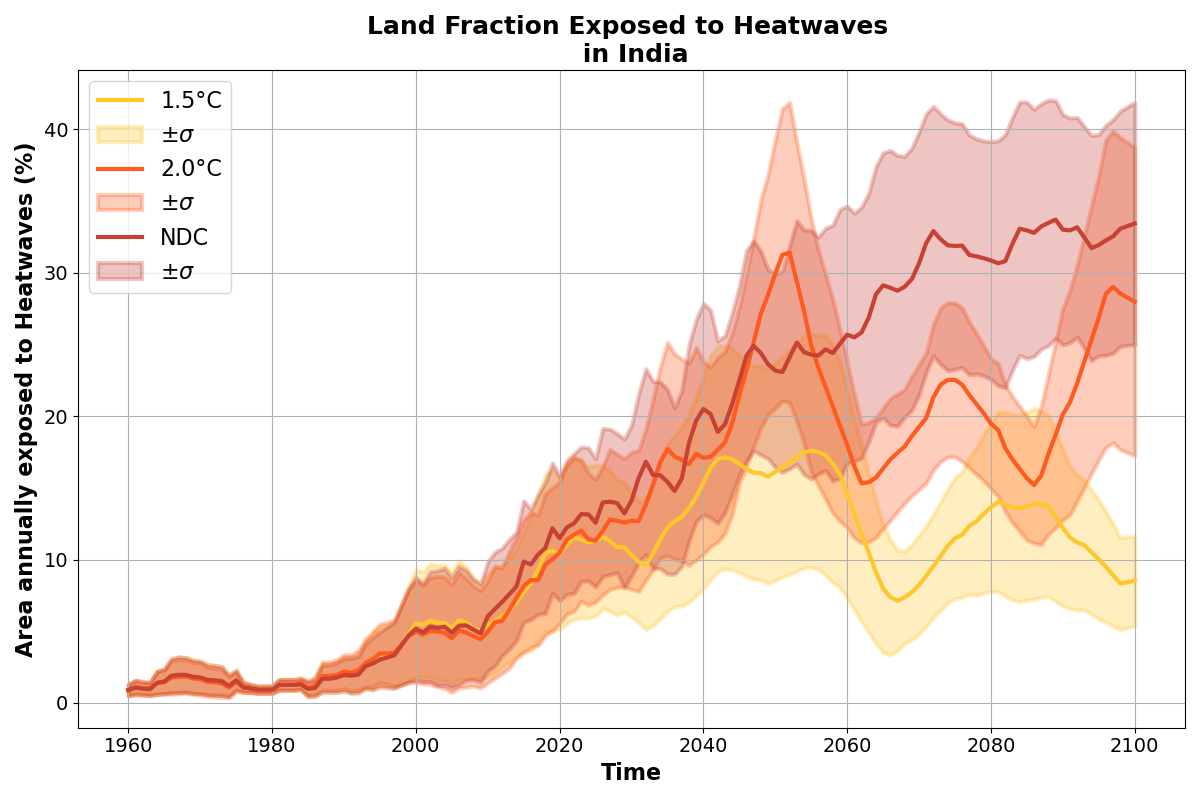 Land Fraction Exposed to Heatwaves
in India
1.5°C
±σ
2.0°C
±σ
NDC
±σ
Area annually exposed to Heatwaves (%)
40
30
20
10
0
1960 1980 2000 2020 2040 2060 2080 2100
Time